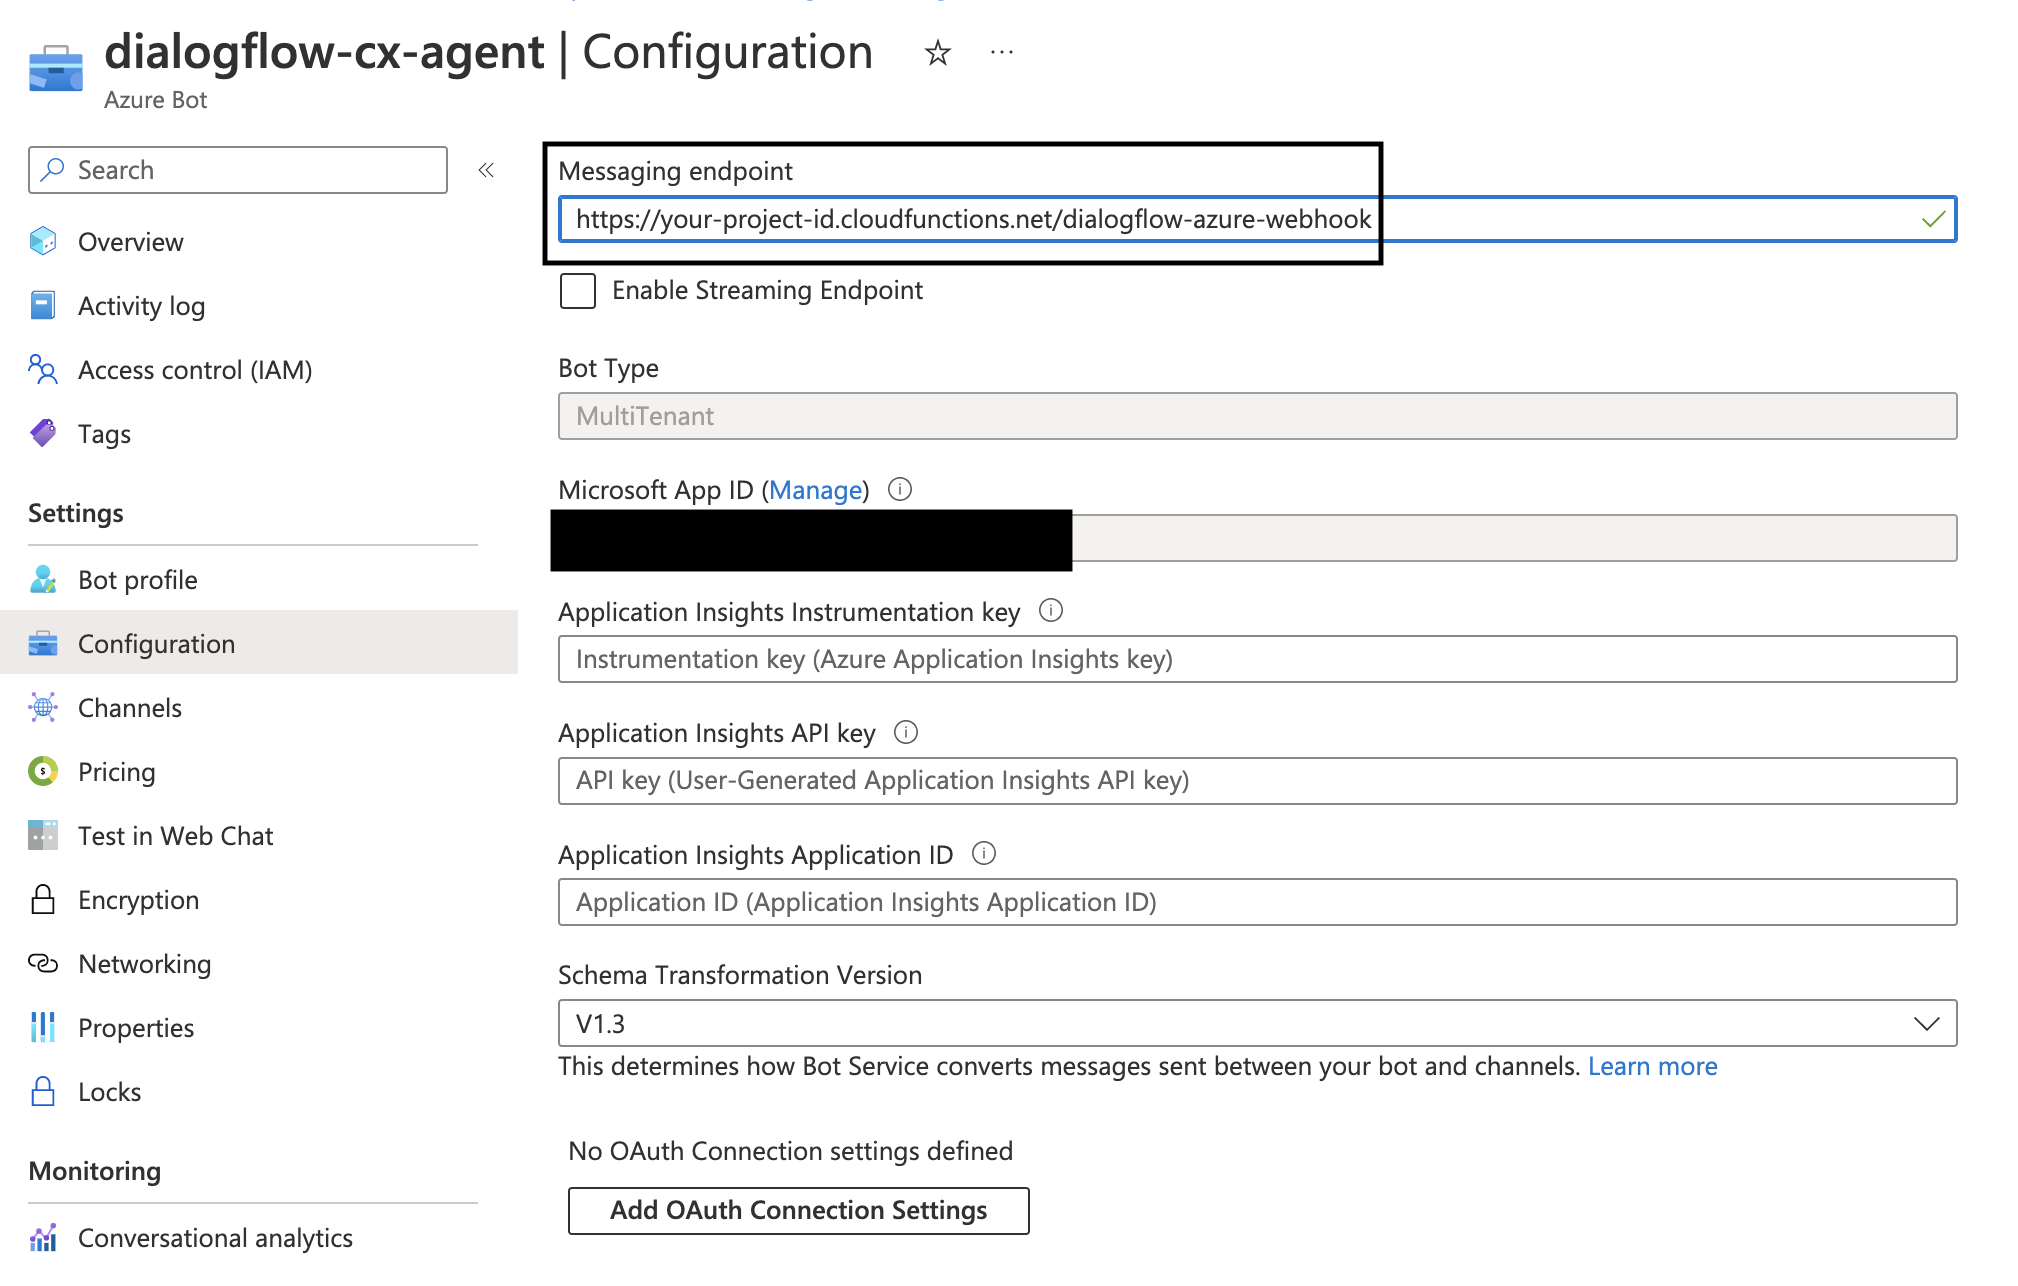 dialogflow-cx-agent | Configuration
Azure Bot
Search
Overview
Activity log
Access control (IAM)
Tags
Settings
Bot profile
Configuration
Channels
Pricing
Test in Web Chat
Encryption
Networking
Properties
Locks
Monitoring
Conversational analytics
Messaging endpoint
https://your-project-id.cloudfunctions.net/dialogflow-azure-webhook
Enable Streaming Endpoint
Bot Type
MultiTenant
Microsoft App ID (Manage)
Application Insights Instrumentation key
Instrumentation key (Azure Application Insights key)
Application Insights API key
API key (User-Generated Application Insights API key)
Application Insights Application ID
Application ID (Application Insights Application ID)
Schema Transformation Version
V1.3
This determines how Bot Service converts messages sent between your bot and channels. Learn more
No OAuth Connection settings defined
Add OAuth Connection Settings